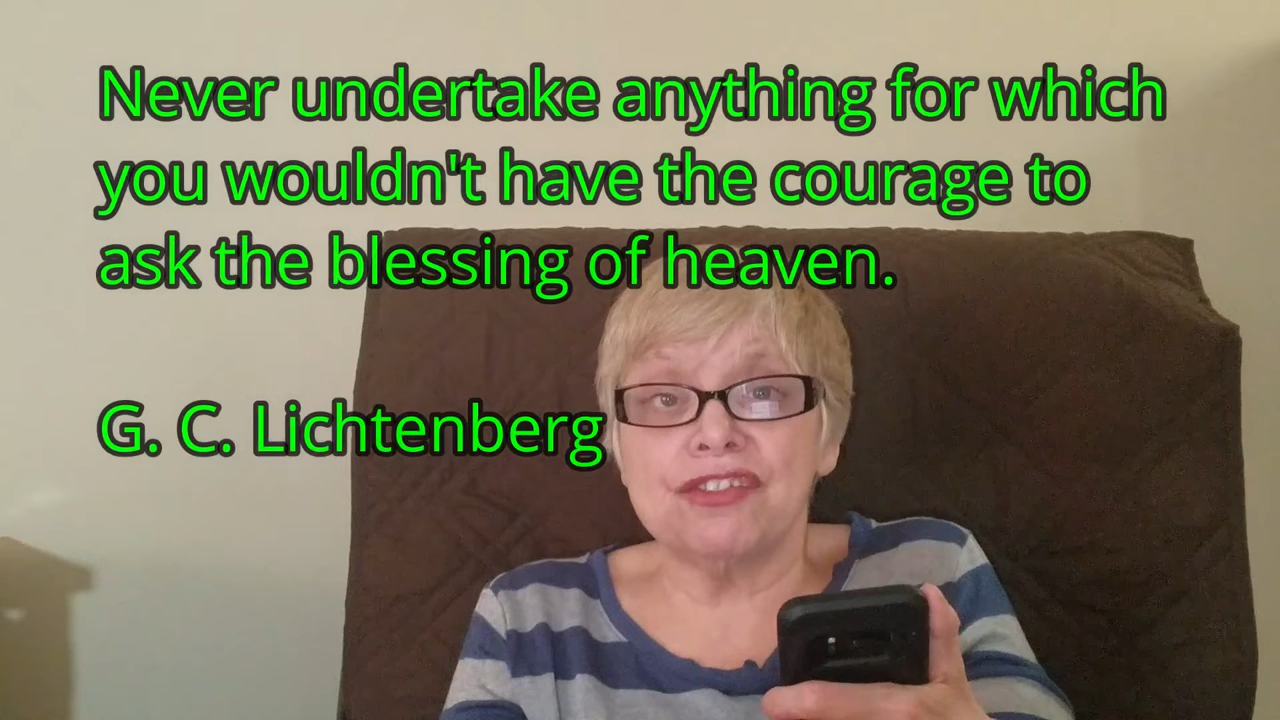 Never undertake anything for which
you wouldn't have the courage to
ask the blessing of heaven.
G. C. Lichtenberg